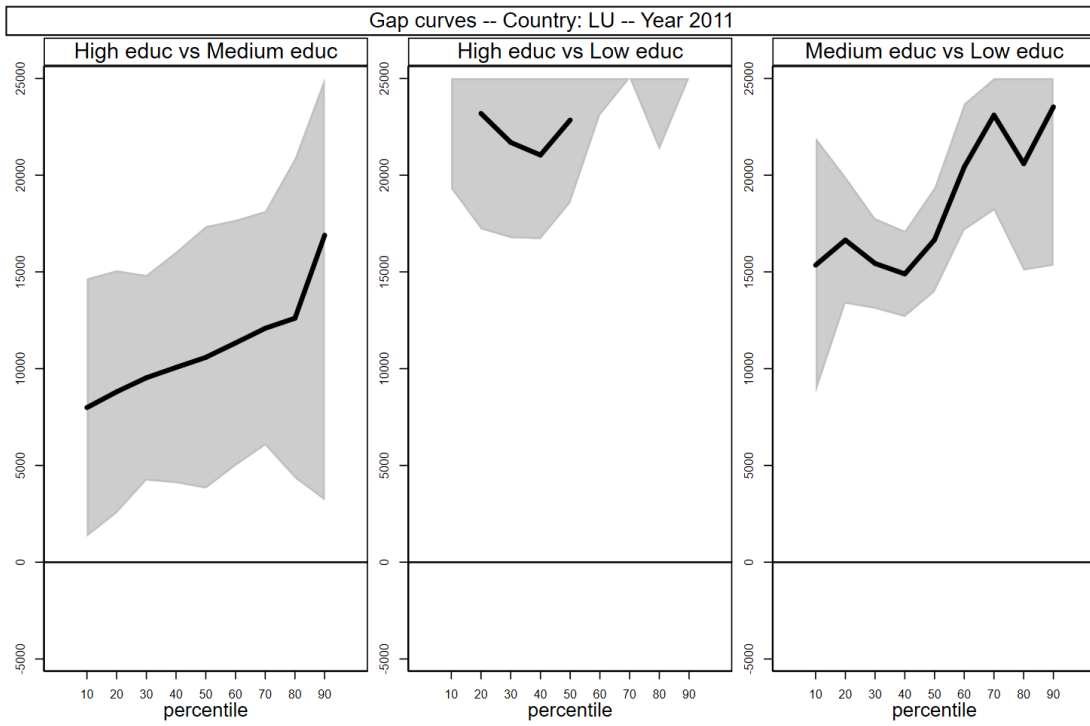 Gap curves -- Country: LU -- Year 2011
High educ vs Medium educ
High educ vs Low educ
Medium educ vs Low educ
25000
20000
15000
10000
5000
0
-5000
25000
20000
15000
10000
5000
0
-5000
25000
20000
15000
10000
5000
0
-5000
10 20 30 40 50 60 70 80 90
10 20 30 40 50 60 70 80 90
10 20 30 40 50 60 70 80 90
percentile
percentile
percentile